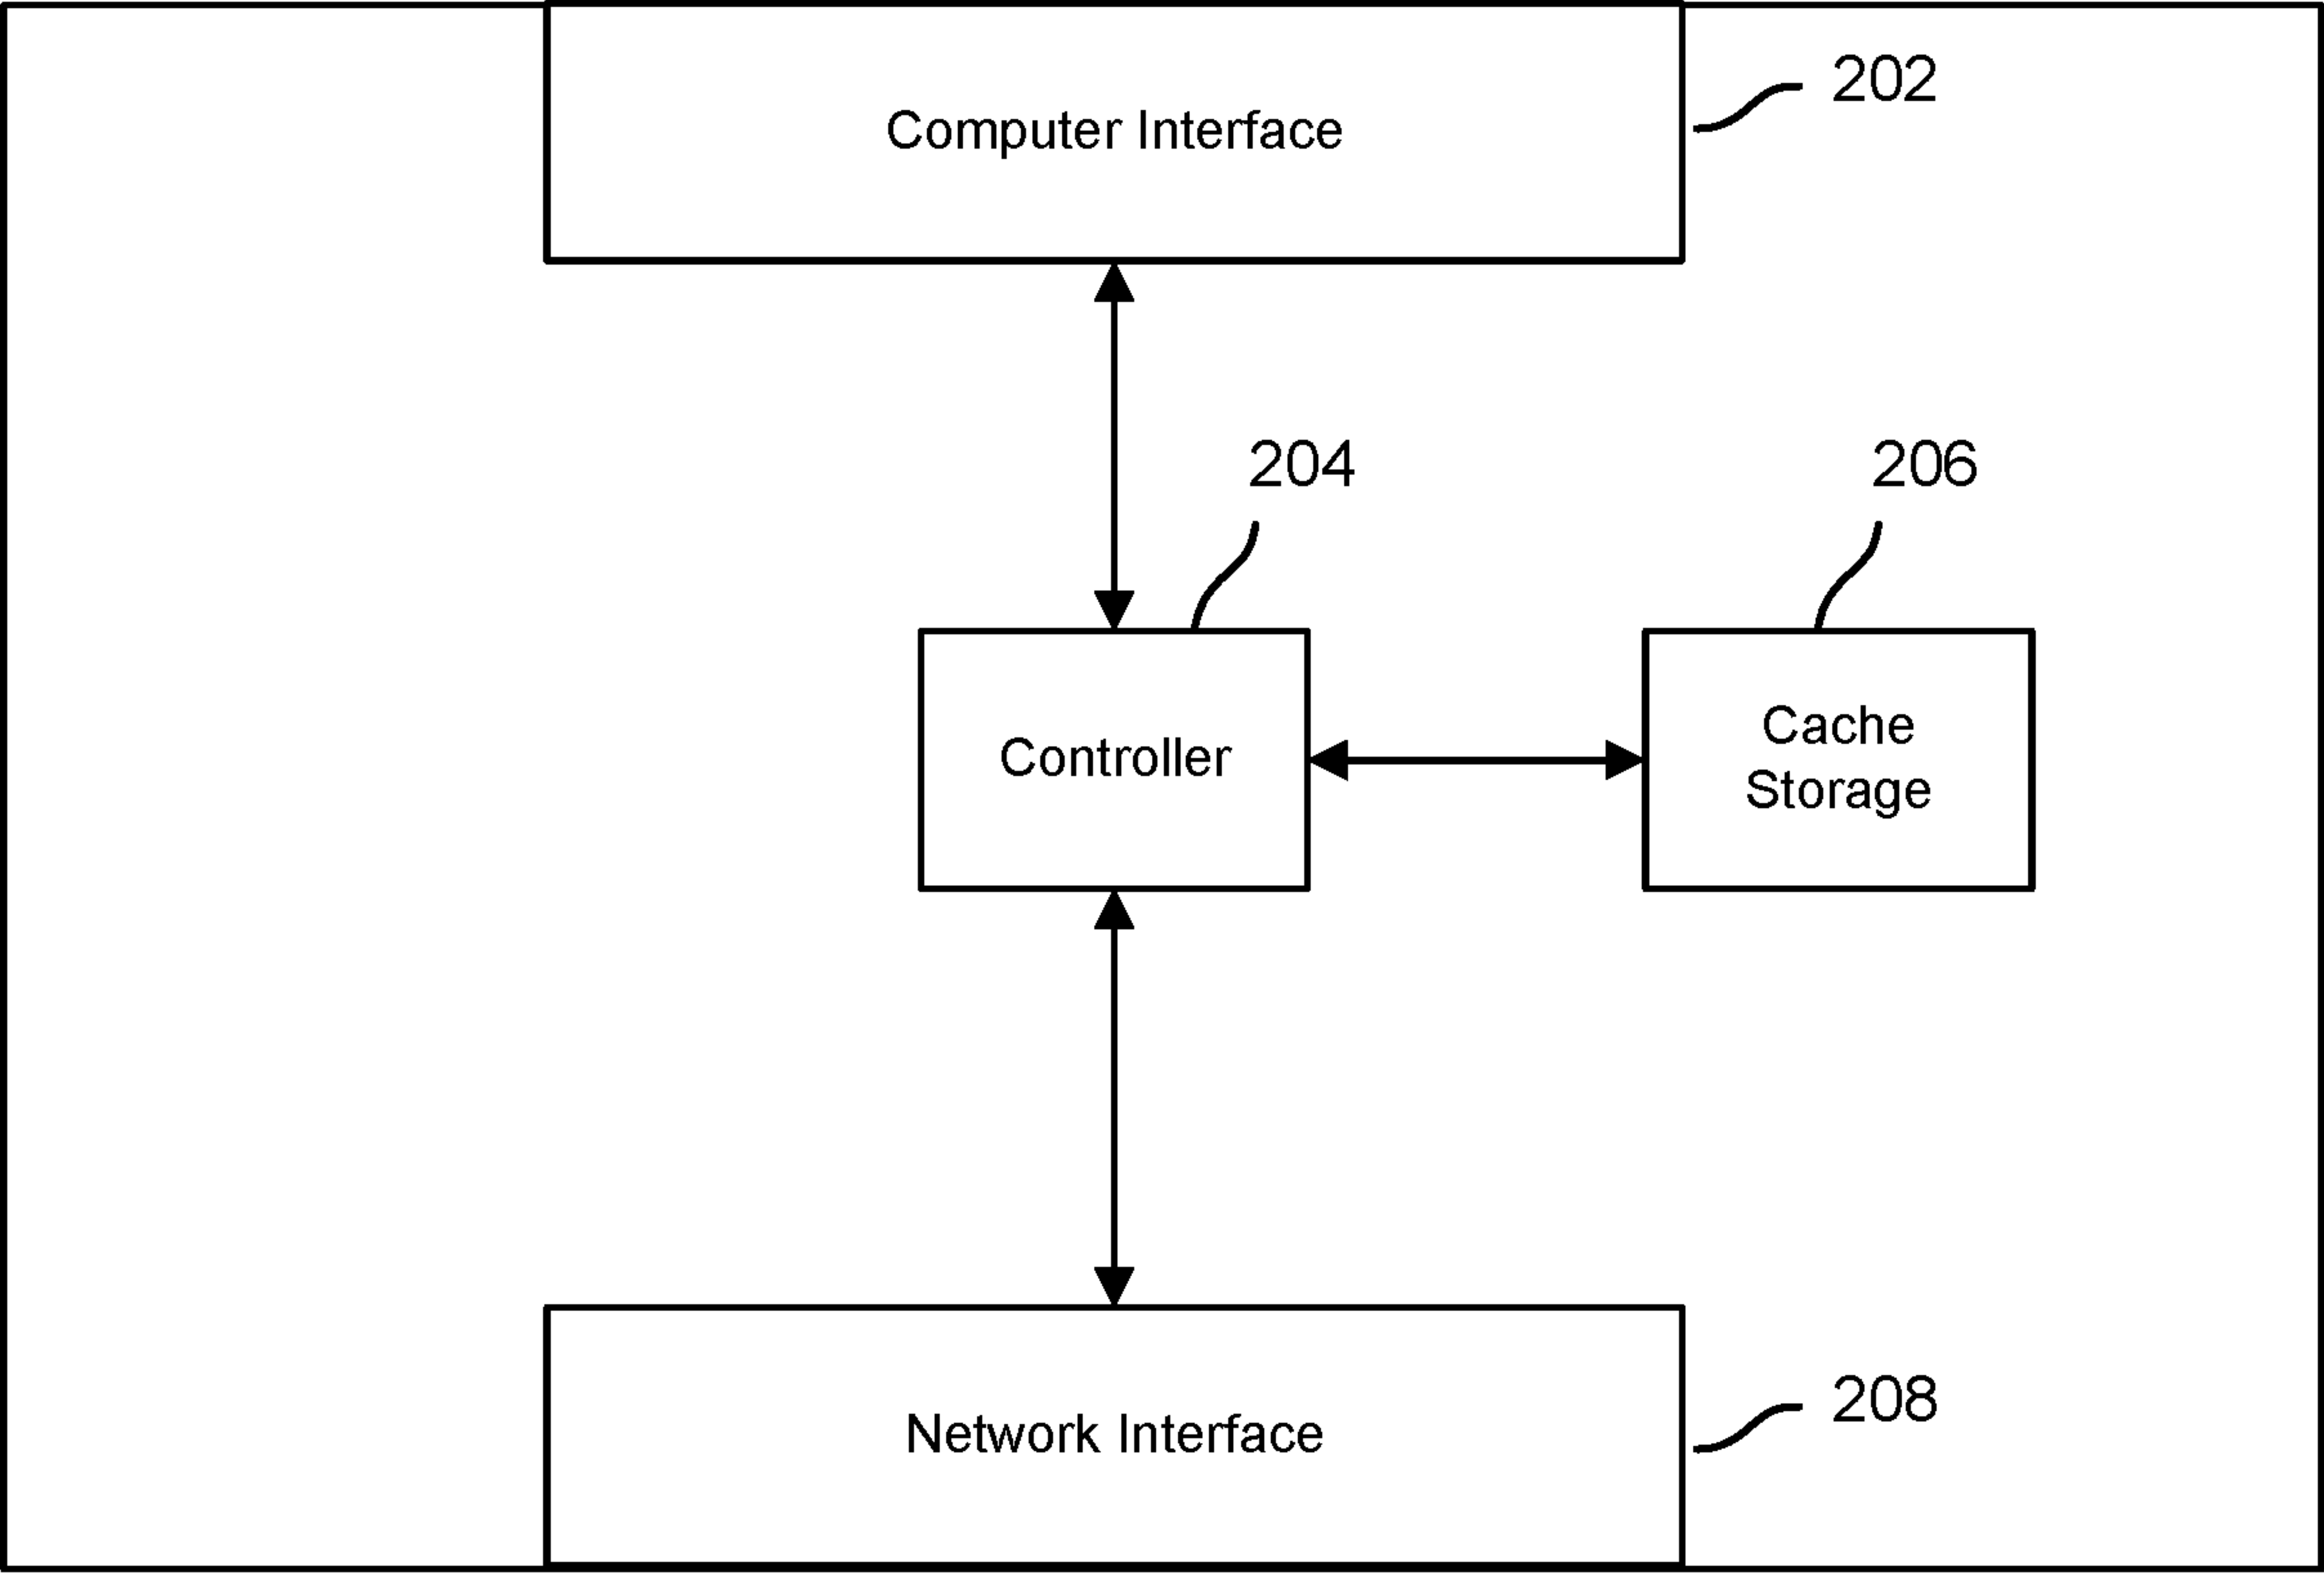 202
Computer Interface
204
206
Controller
Cache
Storage
208
Network Interface